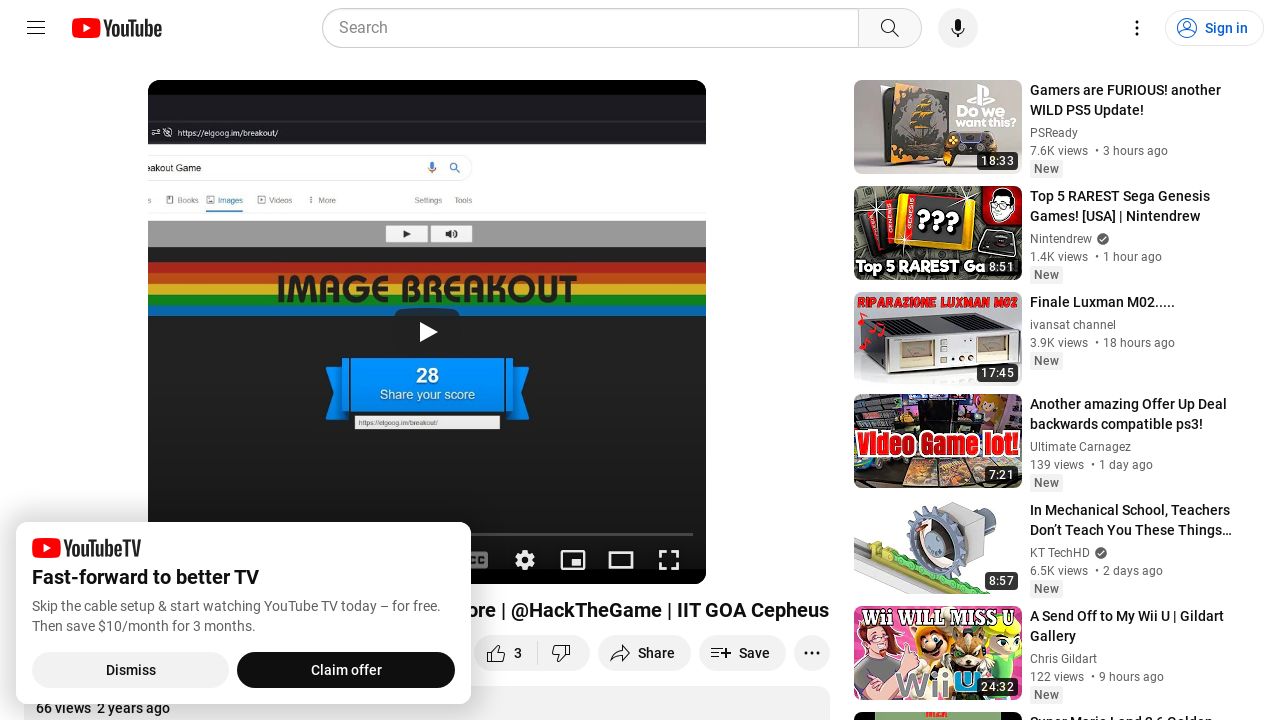 YouTube
Search
Sign in
https://elgoog.im/breakout/
eakout Game
Books
Images
Videos
More
Settings
Tools
IMAGE BREAKOUT
28
Share your score
https://elgoog.im/breakout/
YouTubeTV
Fast-forward to better TV
Skip the cable setup & start watching YouTube TV today – for free.
Then save $10/month for 3 months.
Dismiss
Claim offer
ore | @HackTheGame | IIT GOA Cepheus
3
Share
Save
66 views 2 years ago
Do we
want this?
18:33
Gamers are FURIOUS! another
WILD PS5 Update!
PSReady
7.6K views • 3 hours ago
New
GENESIS
???
Top 5 RAREST Ga
8:51
Top 5 RAREST Sega Genesis
Games! [USA] | Nintendrew
Nintendrew
1.4K views • 1 hour ago
New
RIPARAZIONE LUXMAN M02
17:45
Finale Luxman M02.....
ivansat channel
3.9K views • 18 hours ago
New
Video Game lot!
7:21
Another amazing Offer Up Deal
backwards compatible ps3!
Ultimate Carnagez
139 views • 1 day ago
New
8:57
In Mechanical School, Teachers
Don’t Teach You These Things…
KT TechHD
6.5K views • 2 days ago
New
Wii WILL MISS U
WiiU
24:32
A Send Off to My Wii U | Gildart
Gallery
Chris Gildart
122 views • 9 hours ago
New